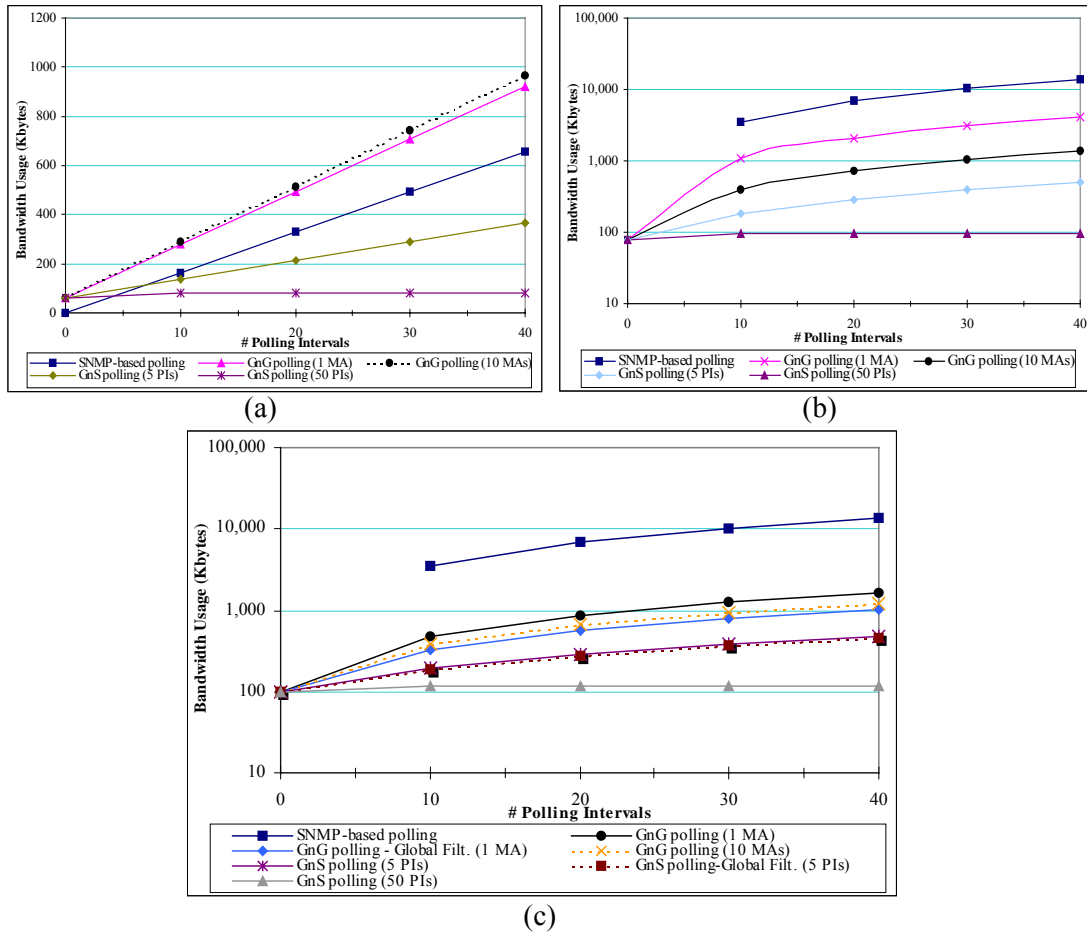 1200
1000
800
600
400
200
0
Bandwidth Usage (Kbytes)
0 10 20 30 40
# Polling Intervals
SNMP-based polling GnG polling (1 MA) GnG polling (10 MAs)
GnS polling (5 PIs) GnS polling (50 PIs)
(a)
100,000
10,000
1,000
100
10
Bandwidth Usage (Kbytes)
0 10 20 30 40
# Polling Intervals
SNMP-based polling GnG polling (1 MA) GnG polling (10 MAs)
GnS polling (5 PIs) GnS polling (50 PIs)
(b)
100,000
10,000
1,000
100
10
Bandwidth Usage (Kbytes)
0 10 20 30 40
# Polling Intervals
SNMP-based polling GnG polling (1 MA)
GnG polling - Global Filt. (1 MA) GnG polling (10 MAs)
GnS polling (5 PIs) GnS polling-Global Filt. (5 PIs)
GnS polling (50 PIs)
(c)